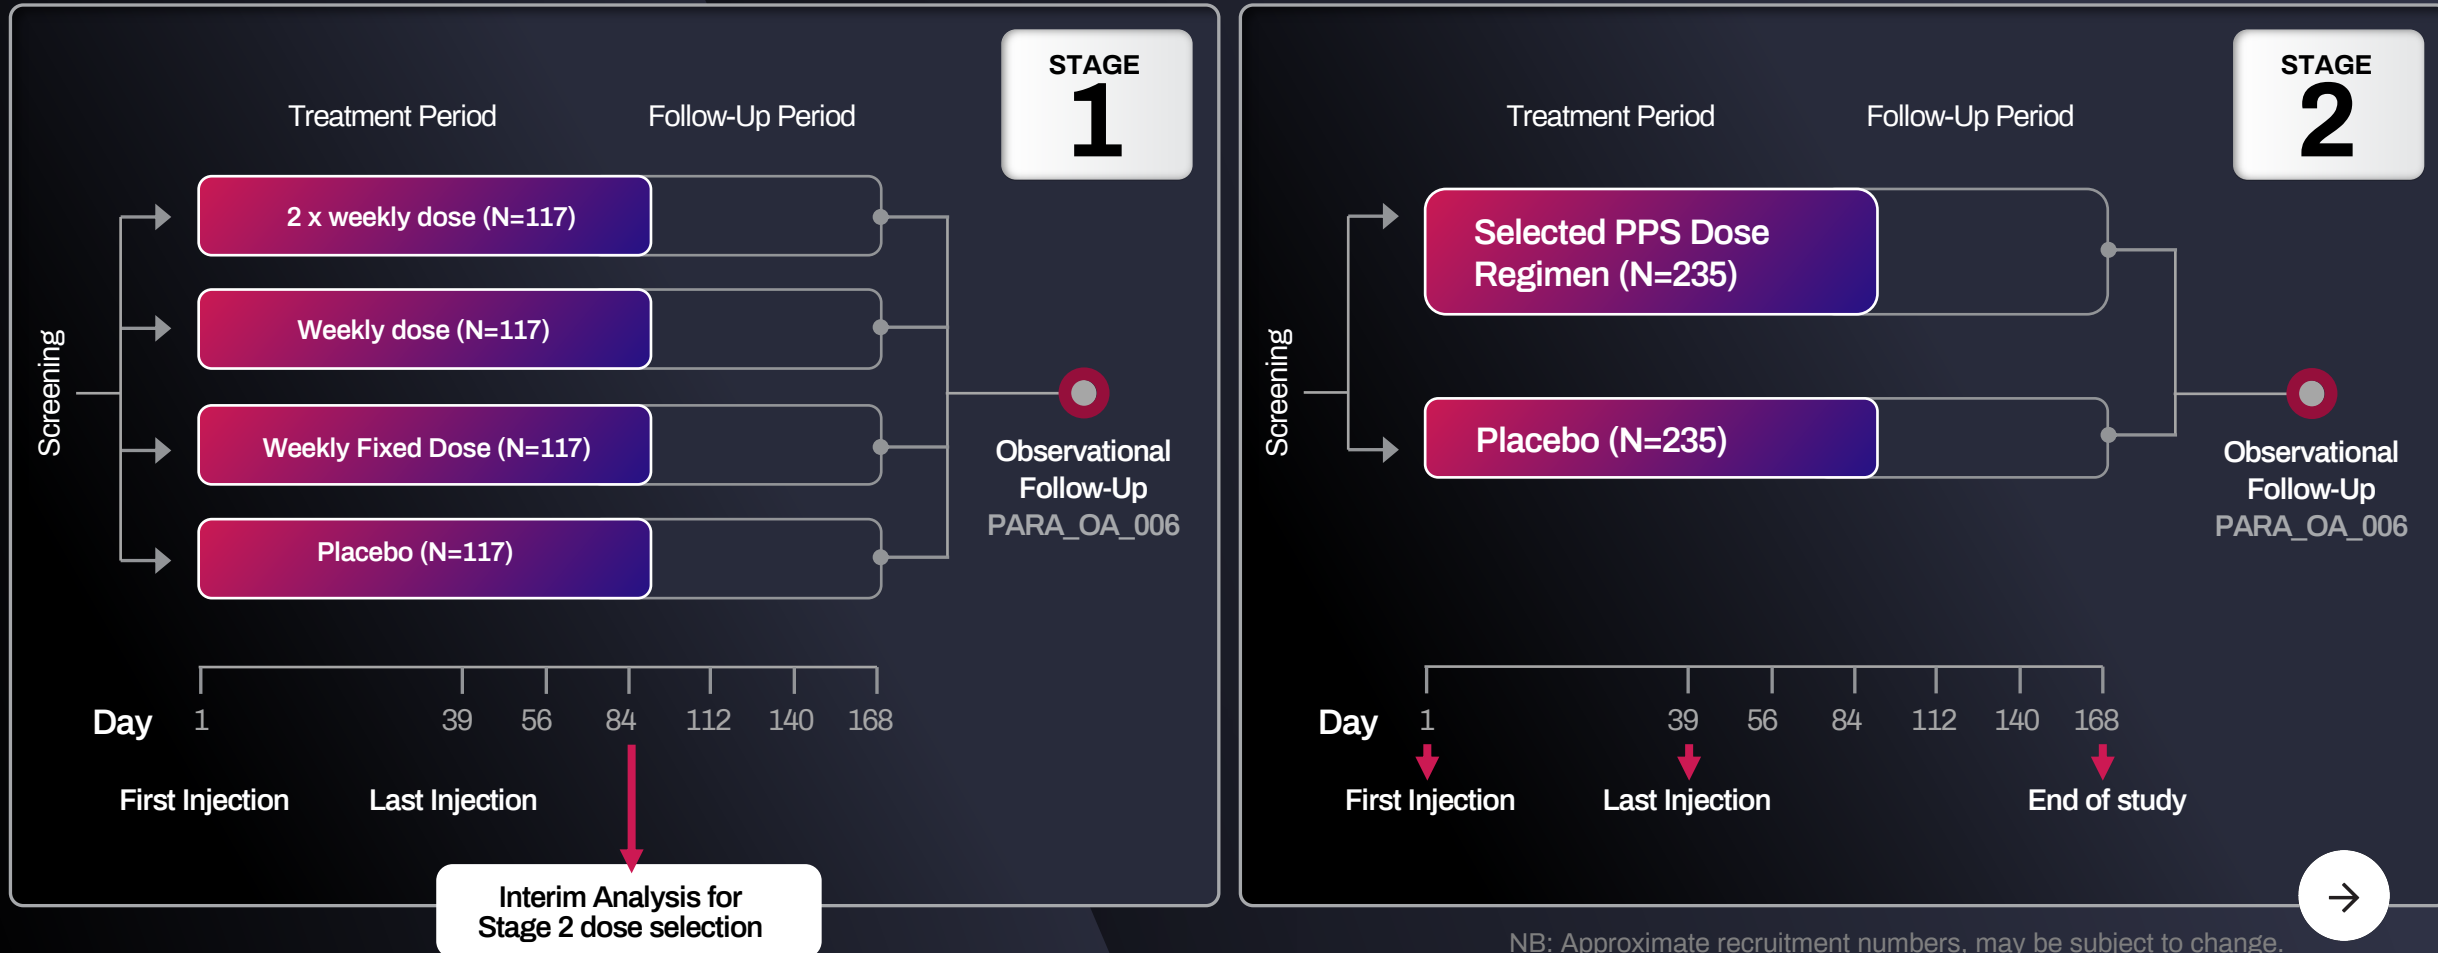 STAGE
1
Treatment Period
Follow-Up Period
Screening
2 x weekly dose (N=117)
Weekly dose (N=117)
Weekly Fixed Dose (N=117)
Placebo (N=117)
Observational
Follow-Up
PARA_OA_006
Day 1 39 56 84 112 140 168
First Injection
Last Injection
Interim Analysis for
Stage 2 dose selection
STAGE
2
Treatment Period
Follow-Up Period
Screening
Selected PPS Dose
Regimen (N=235)
Placebo (N=235)
Observational
Follow-Up
PARA_OA_006
Day 1 39 56 84 112 140 168
First Injection
Last Injection
End of study
NB: Approximate recruitment numbers, may be subject to change.